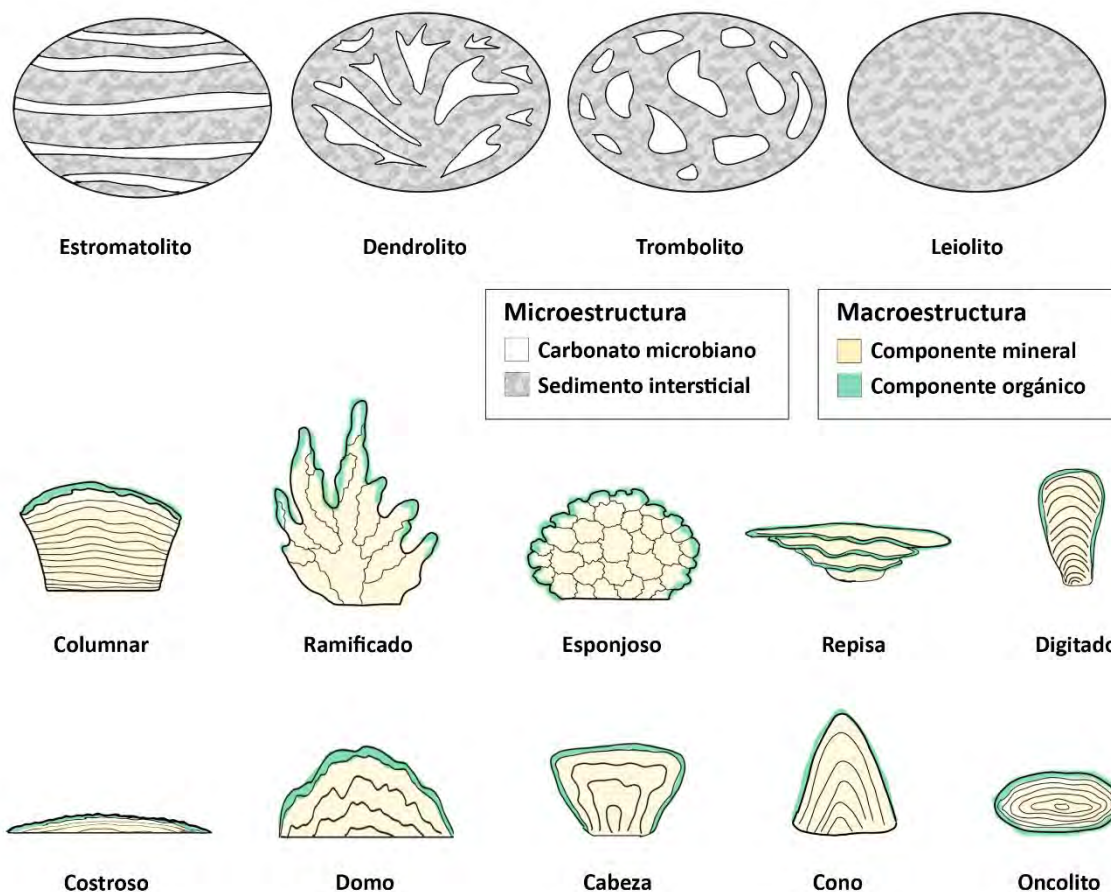 Estromatolito
Dendrolito
Trombolito
Leiolito
Microestructura
Carbonato microbiano
Sedimento intersticial
Macroestructura
Componente mineral
Componente orgánico
Columnar
Ramificado
Esponjoso
Repisa
Digitado
Costroso
Domo
Cabeza
Cono
Oncolito